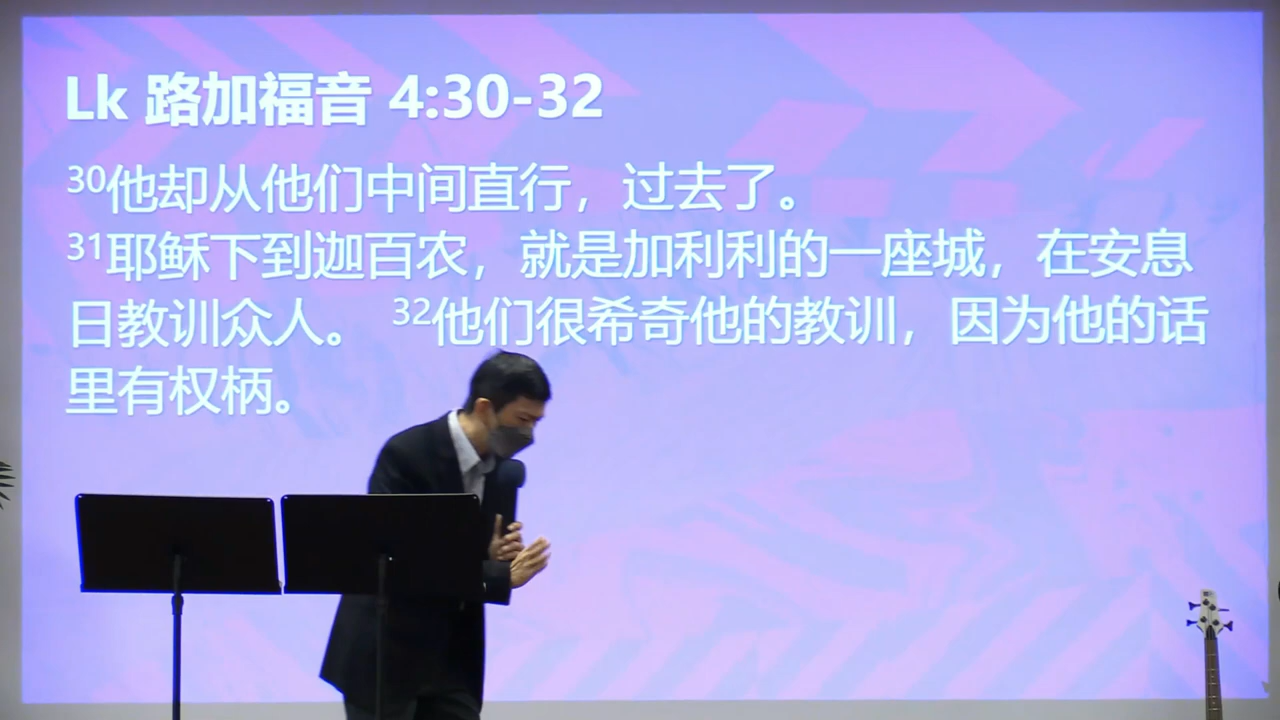 Lk 路加福音 4:30-32
30他却从他们中间直行，过去了。
31耶稣下到迦百农，就是加利利的一座城，在安息
日教训众人。 32他们很希奇他的教训，因为他的话
里有权柄。